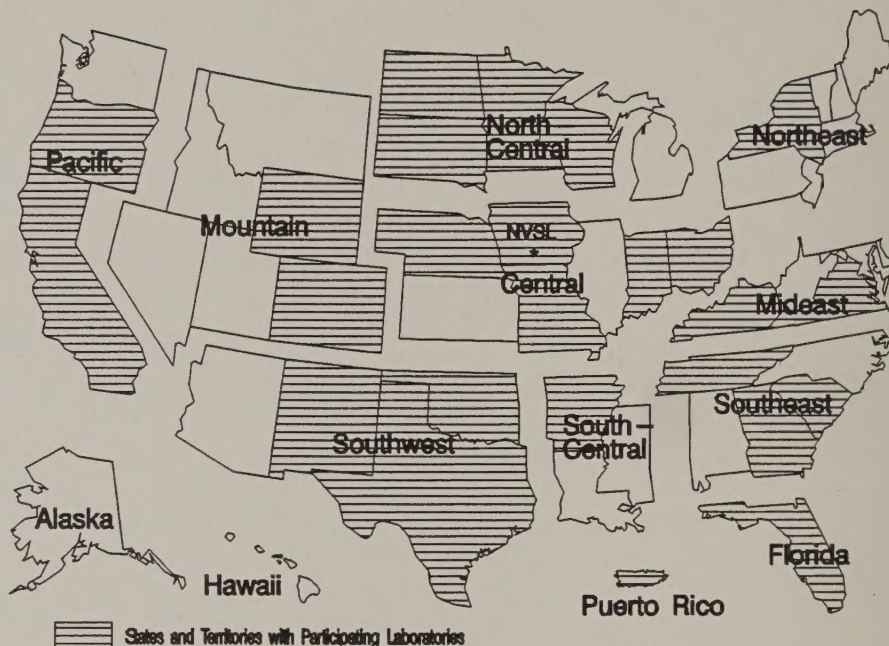 North
Central
Northeast
Pacific
Mountain
NVSL
Central
Mideast
Southeast
South –
Central
Southwest
Alaska
Hawaii
Florida
Puerto Rico
States and Territories with Participating Laboratories